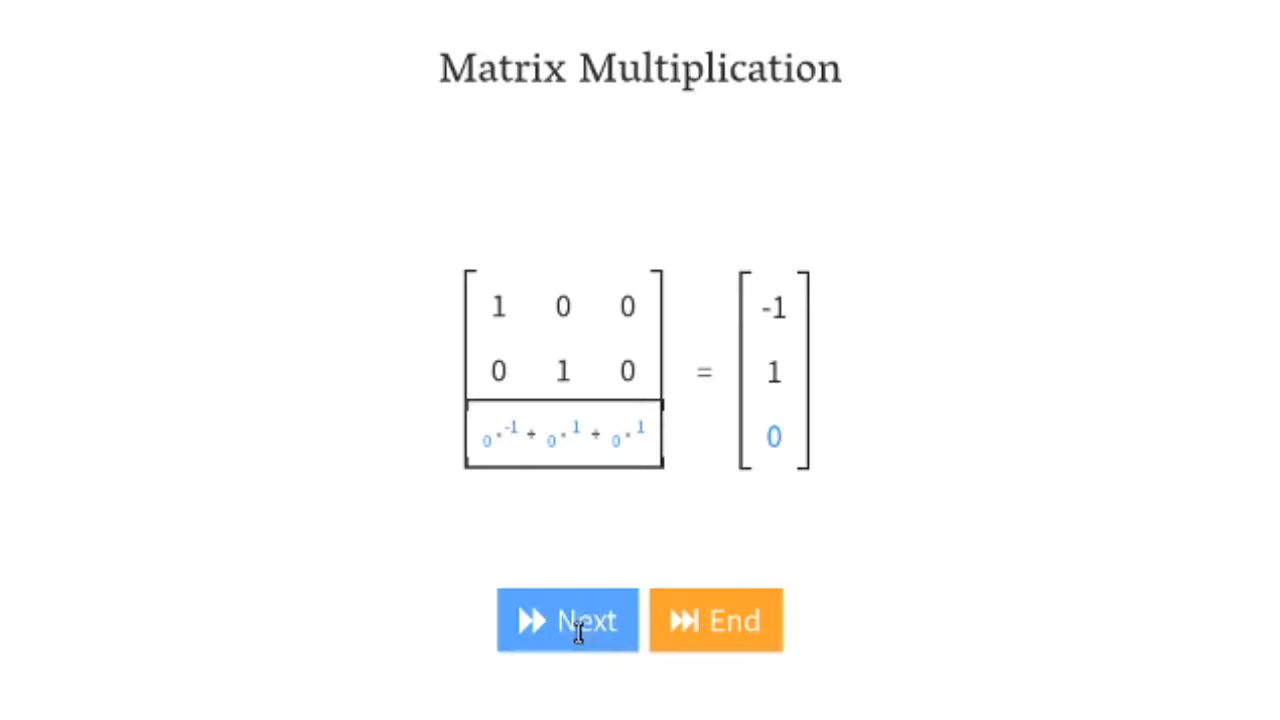 Matrix Multiplication
1 0 0 -1
0 1 0 = 1
0 · -1 + 0 · 1 + 0 · 1 0
Next End